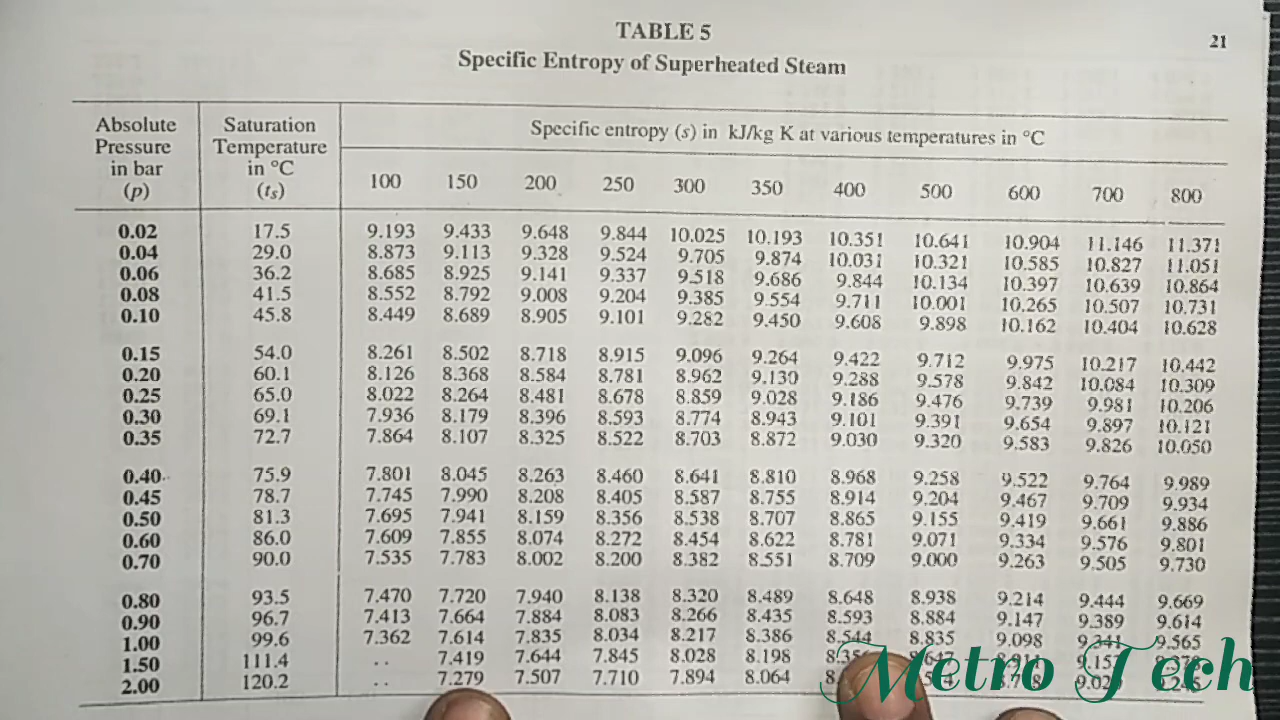 TABLE 5
21
Specific Entropy of Superheated Steam
Absolute Pressure in bar (p) Saturation Temperature in °C (ts) Specific entropy (s) in kJ/kg K at various temperatures in °C
100 150 200 250 300 350 400 500 600 700 800
0.02 17.5 9.193 9.433 9.648 9.844 10.025 10.193 10.351 10.641 10.904 11.146 11.371
0.04 29.0 8.873 9.113 9.328 9.524 9.705 9.874 10.031 10.321 10.585 10.827 11.051
0.06 36.2 8.685 8.925 9.141 9.337 9.518 9.686 9.844 10.134 10.397 10.639 10.864
0.08 41.5 8.552 8.792 9.008 9.204 9.385 9.554 9.711 10.001 10.265 10.507 10.731
0.10 45.8 8.449 8.689 8.905 9.101 9.282 9.450 9.608 9.898 10.162 10.404 10.628
0.15 54.0 8.261 8.502 8.718 8.915 9.096 9.264 9.422 9.712 9.975 10.217 10.442
0.20 60.1 8.126 8.368 8.584 8.781 8.962 9.130 9.288 9.578 9.842 10.084 10.309
0.25 65.0 8.022 8.264 8.481 8.678 8.859 9.028 9.186 9.476 9.739 9.981 10.206
0.30 69.1 7.936 8.179 8.396 8.593 8.774 8.943 9.101 9.391 9.654 9.897 10.121
0.35 72.7 7.864 8.107 8.325 8.522 8.703 8.872 9.030 9.320 9.583 9.826 10.050
0.40 75.9 7.801 8.045 8.263 8.460 8.641 8.810 8.968 9.258 9.522 9.764 9.989
0.45 78.7 7.745 7.990 8.208 8.405 8.587 8.755 8.914 9.204 9.467 9.709 9.934
0.50 81.3 7.695 7.941 8.159 8.356 8.538 8.707 8.865 9.155 9.419 9.661 9.886
0.60 86.0 7.609 7.855 8.074 8.272 8.454 8.622 8.781 9.071 9.334 9.576 9.801
0.70 90.0 7.535 7.783 8.002 8.200 8.382 8.551 8.709 9.000 9.263 9.505 9.730
0.80 93.5 7.470 7.720 7.940 8.138 8.320 8.489 8.648 8.938 9.214 9.444 9.669
0.90 96.7 7.413 7.664 7.884 8.083 8.266 8.435 8.593 8.884 9.147 9.389 9.614
1.00 99.6 7.362 7.614 7.835 8.034 8.217 8.386 8.544 8.835 9.098 9.341 9.565
1.50 111.4 .. 7.419 7.644 7.845 8.028 8.198
2.00 120.2 .. 7.279 7.507 7.710 7.894 8.064
Metro Tech